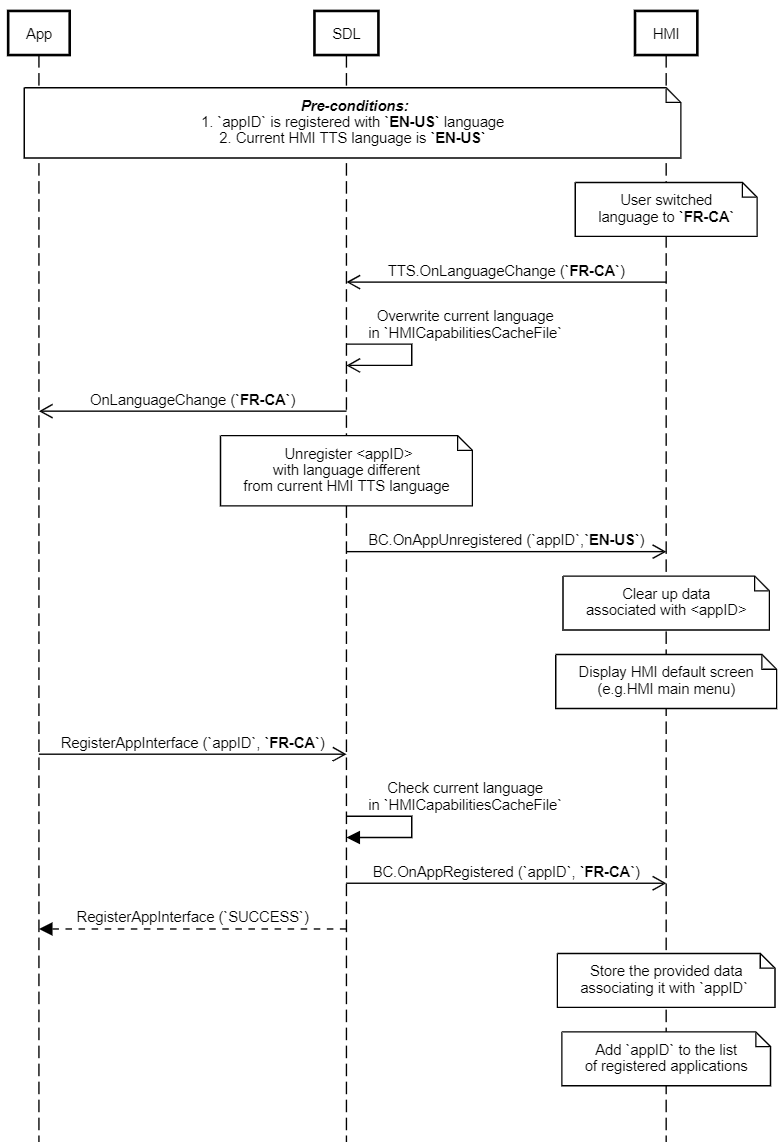 App
SDL
HMI
Pre-conditions:
1. `appID` is registered with `EN-US` language
2. Current HMI TTS language is `EN-US`
User switched
language to `FR-CA`
TTS.OnLanguageChange (`FR-CA`)
Overwrite current language
in `HMICapabilitiesCacheFile`
OnLanguageChange (`FR-CA`)
Unregister <appID>
with language different
from current HMI TTS language
BC.OnAppUnregistered (`appID`,`EN-US`)
Clear up data
associated with <appID>
Display HMI default screen
(e.g.HMI main menu)
RegisterAppInterface (`appID`, `FR-CA`)
Check current language
in `HMICapabilitiesCacheFile`
BC.OnAppRegistered (`appID`, `FR-CA`)
RegisterAppInterface (`SUCCESS`)
Store the provided data
associating it with `appID`
Add `appID` to the list
of registered applications